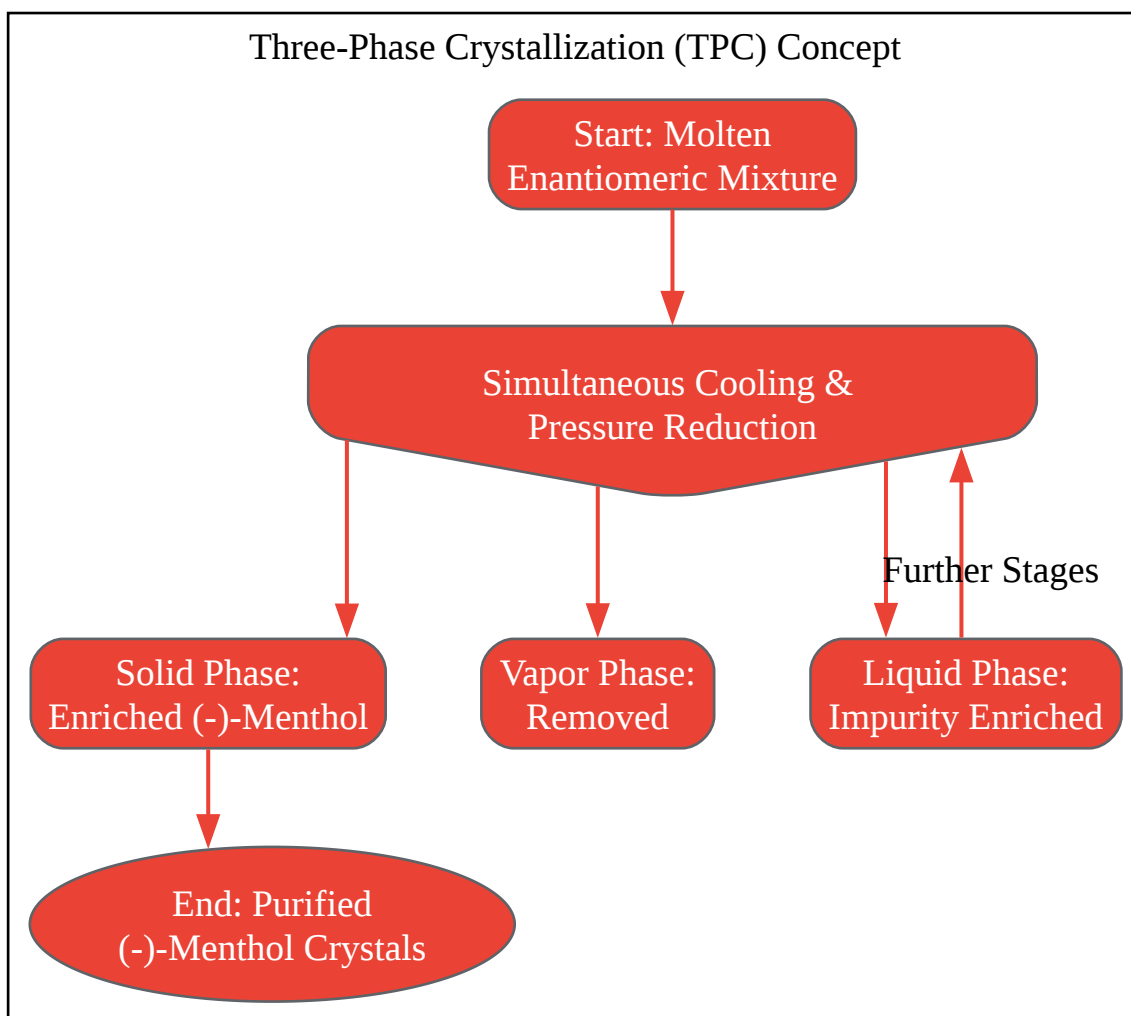 Three-Phase Crystallization (TPC) Concept
Start: Molten
Enantiomeric Mixture
Simultaneous Cooling &
Pressure Reduction
Further Stages
Solid Phase:
Enriched (-)-Menthol
Vapor Phase:
Removed
Liquid Phase:
Impurity Enriched
End: Purified
(-)-Menthol Crystals